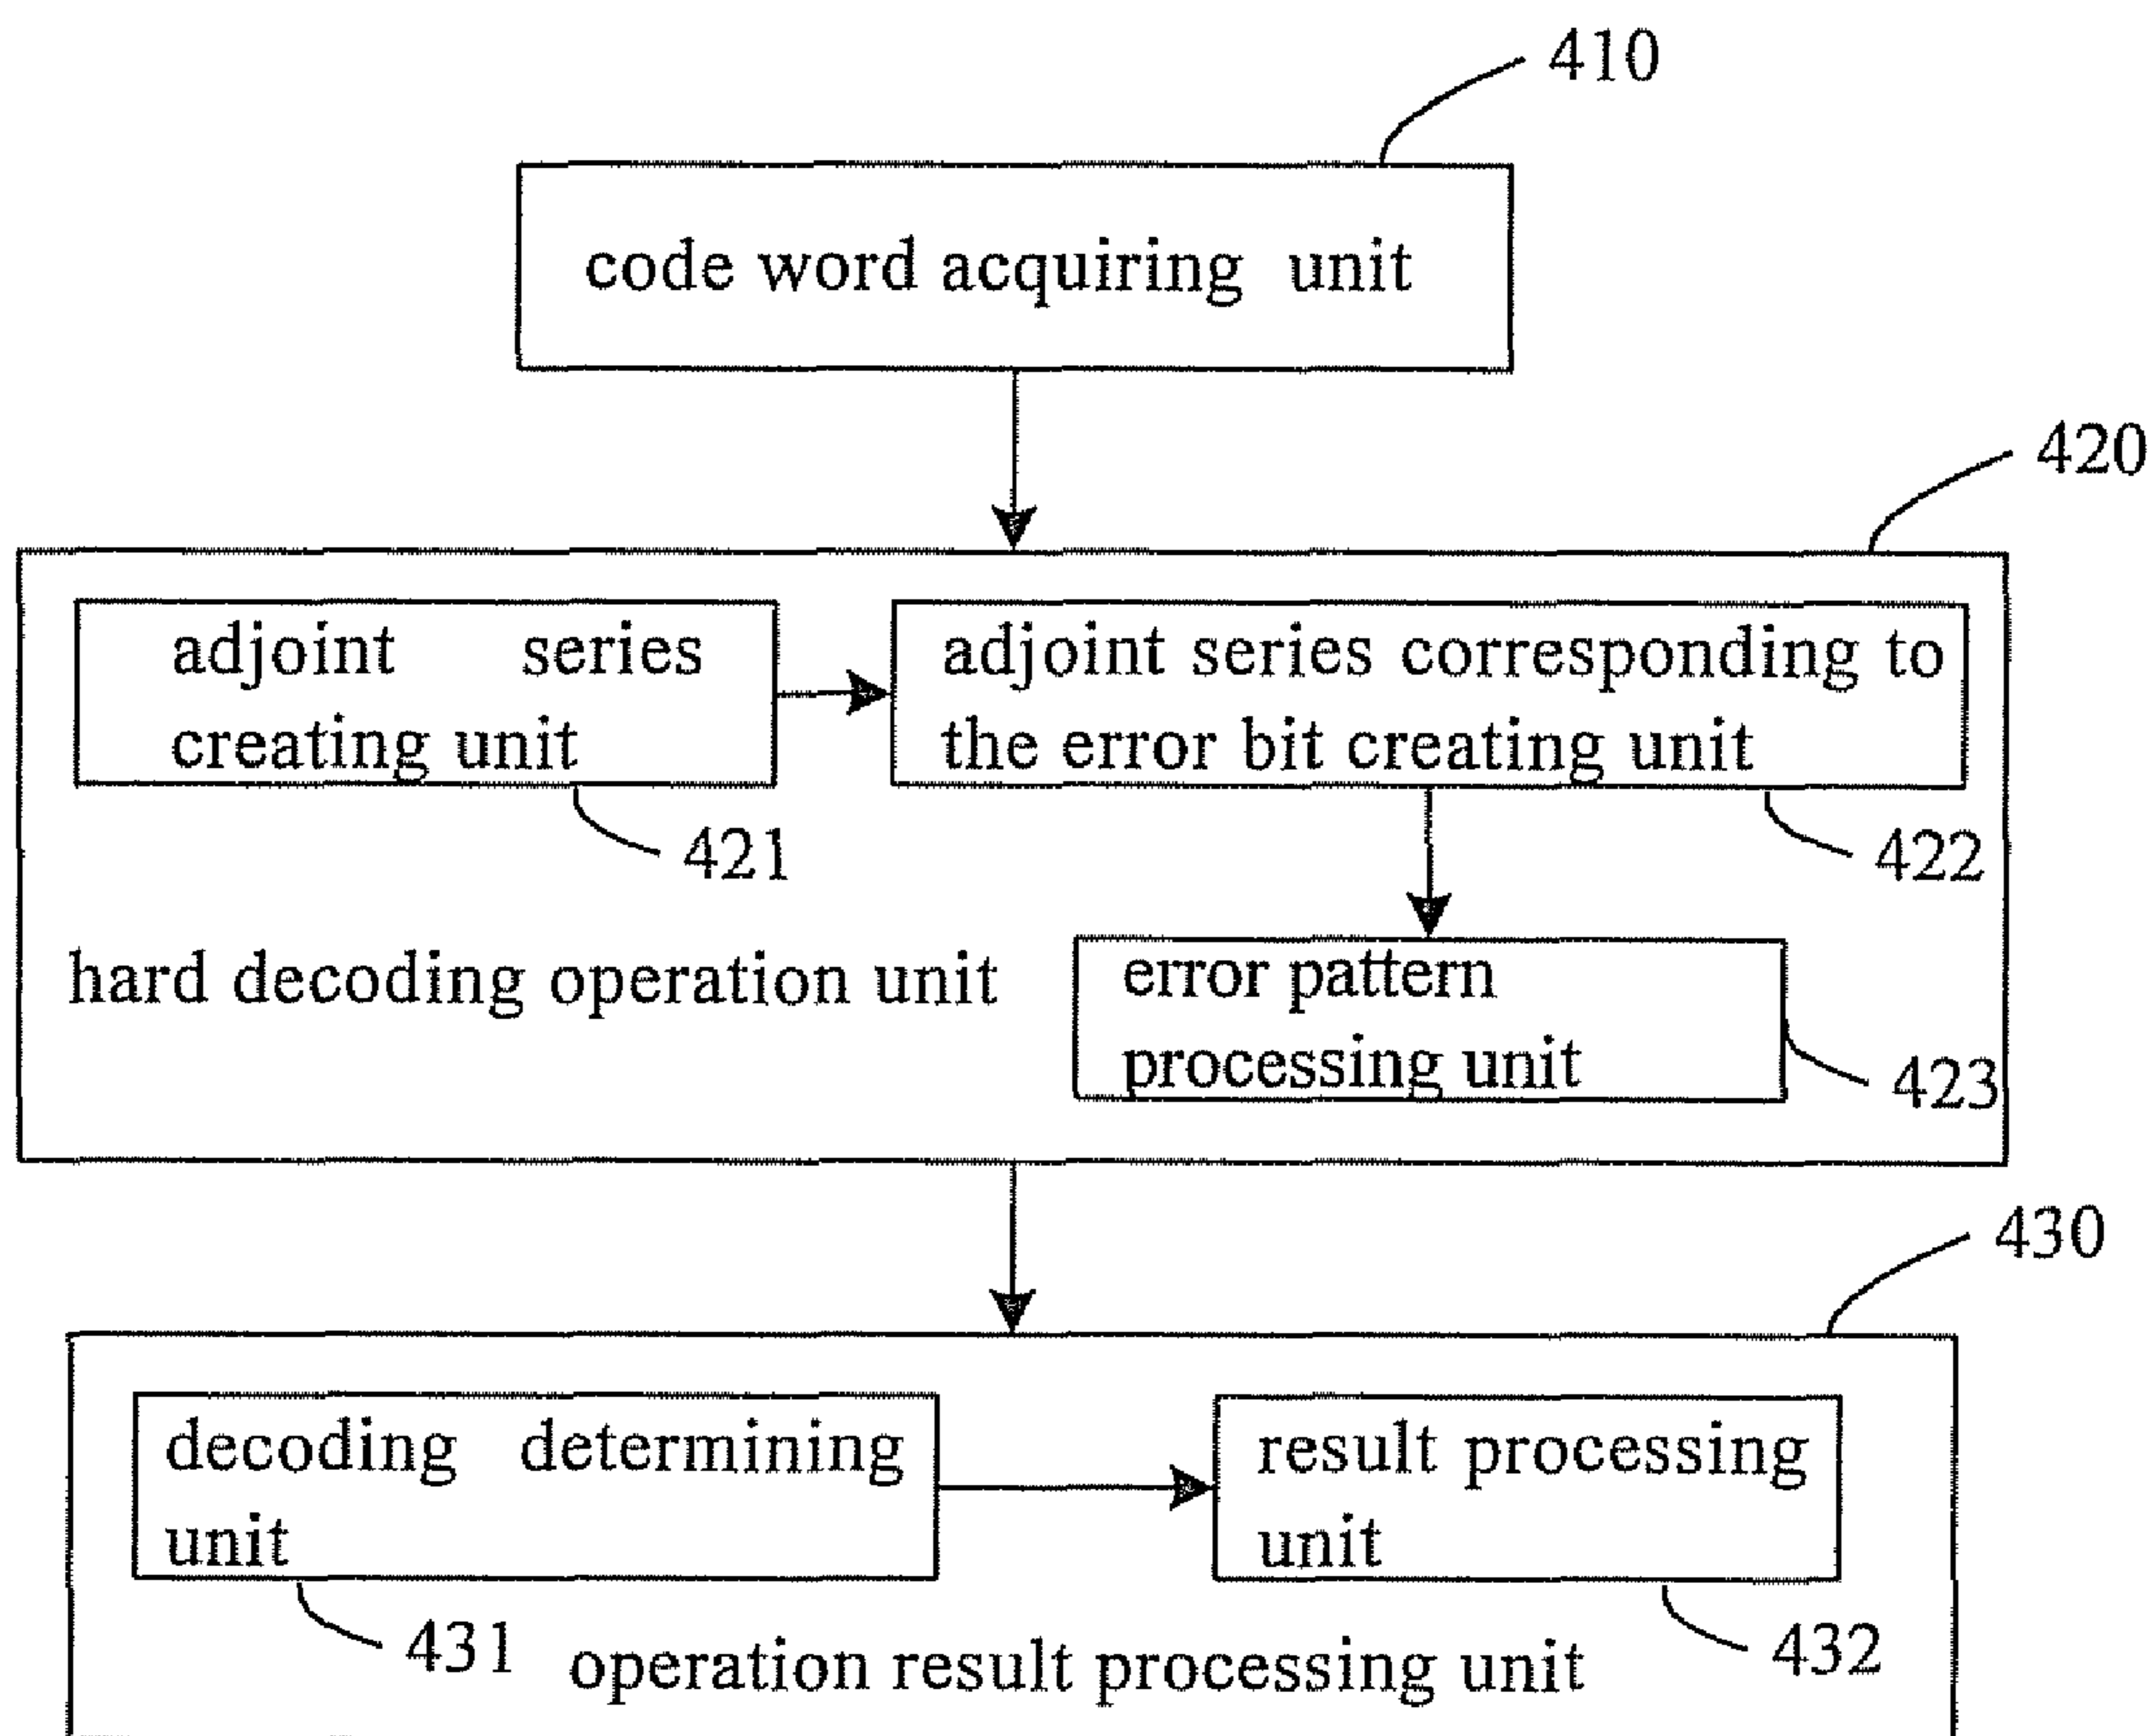 410
code word acquiring unit
420
adjoint series
creating unit
adjoint series corresponding to
the error bit creating unit
421
422
hard decoding operation unit
error pattern
processing unit
423
430
decoding determining
unit
result processing
unit
431
432
operation result processing unit